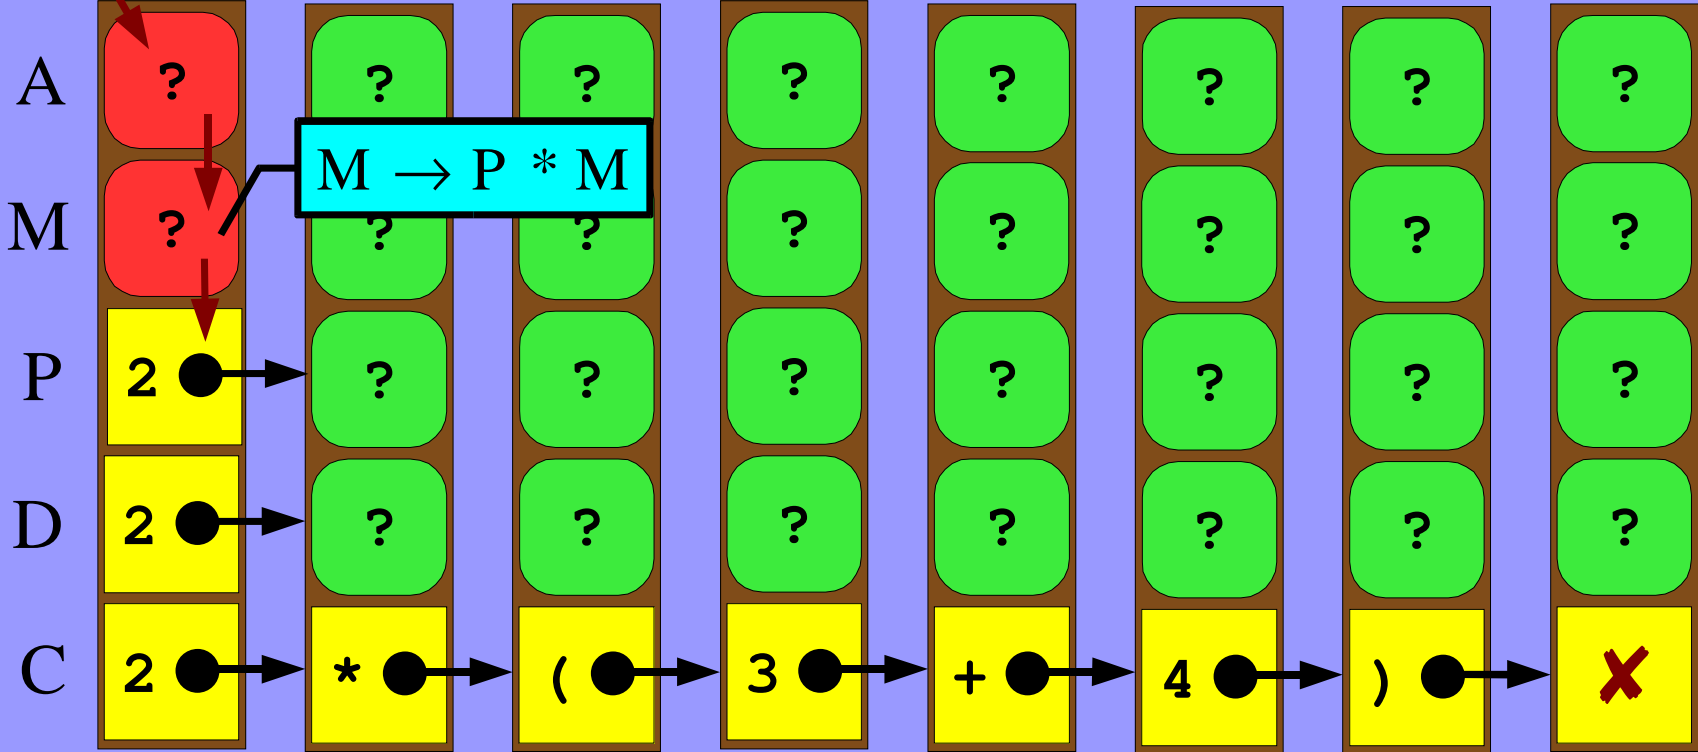 A ? ? ? ? ? ? ? ?
M → P * M
M ? ? ? ? ? ? ? ?
P 2 ? ? ? ? ? ? ?
D 2 ? ? ? ? ? ? ?
C 2 * ( 3 + 4 ) ✘